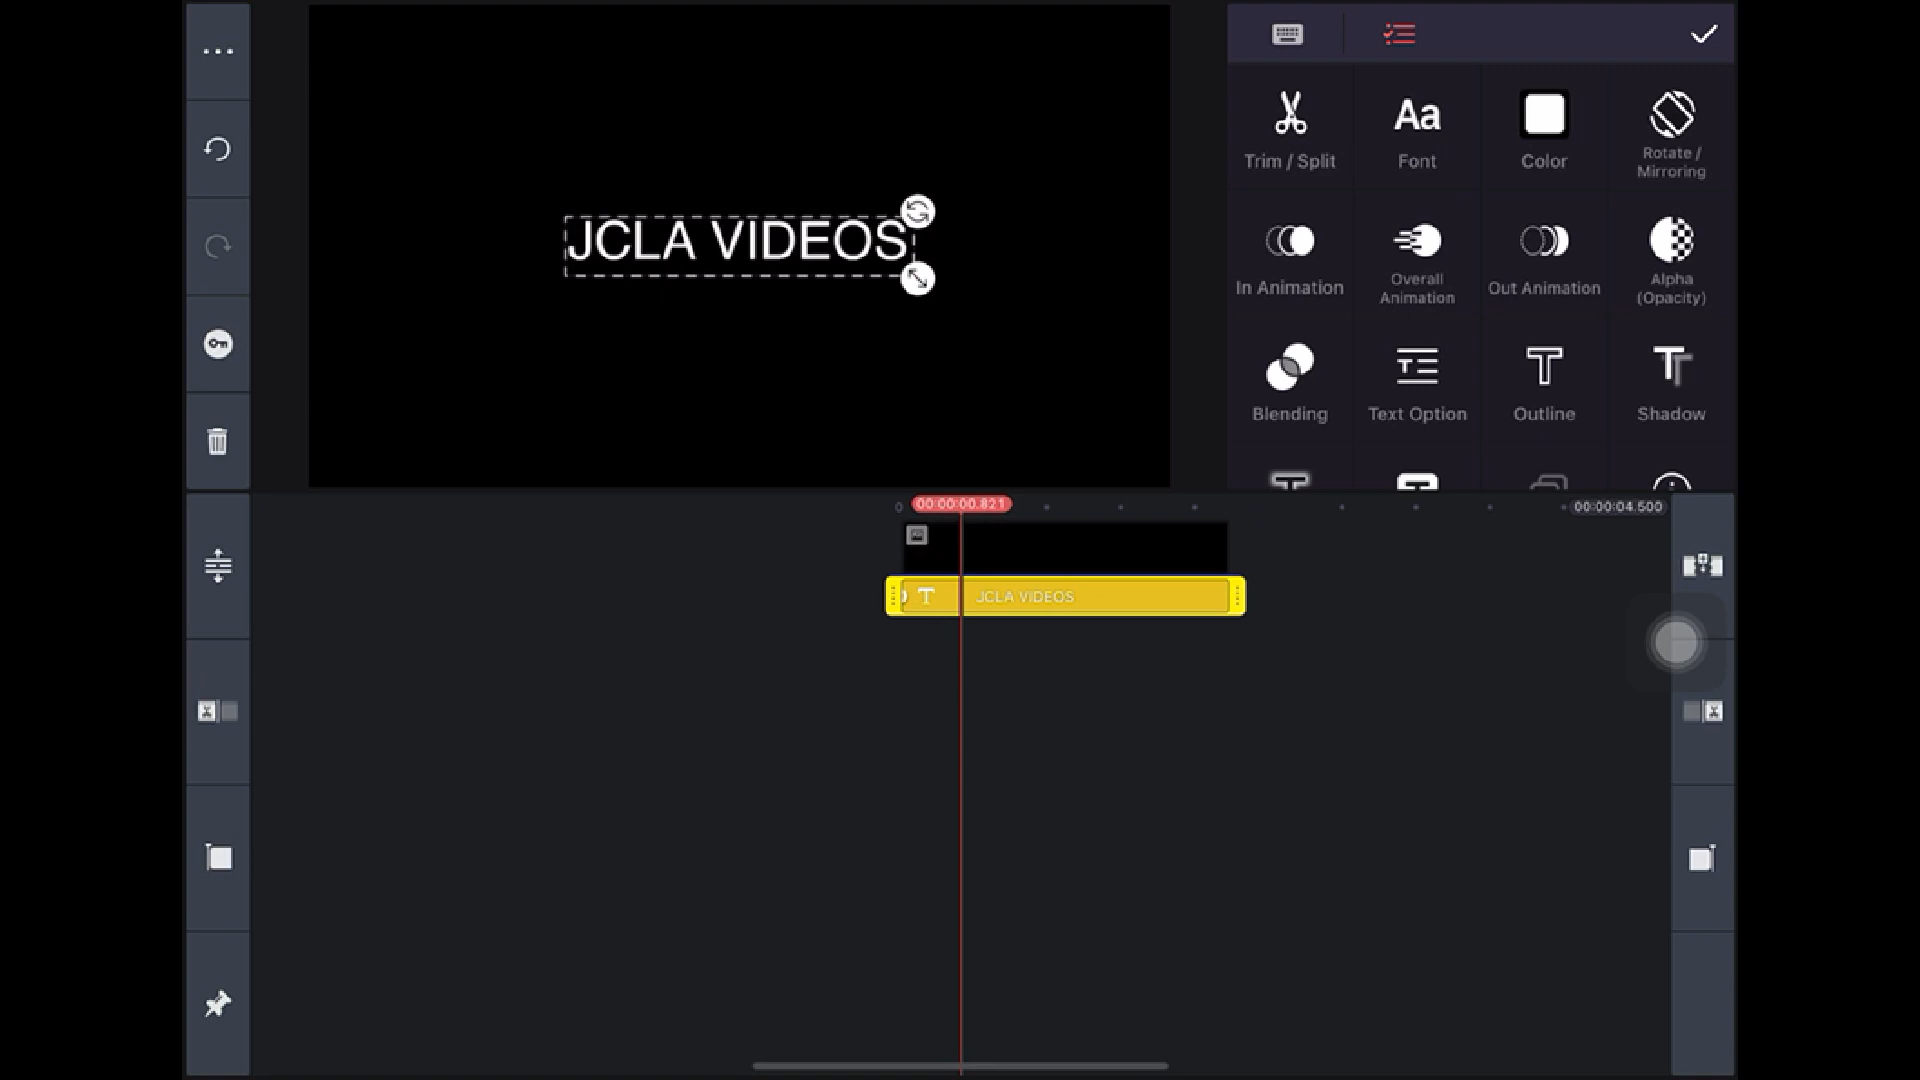 JCLA VIDEOS
Trim / Split
Aa
Font
Color
Rotate /
Mirroring
In Animation
Overall
Animation
Out Animation
Alpha
(Opacity)
Blending
Text Option
Outline
Shadow
0
00:00:00.821
00:00:04.500
T
JCLA VIDEOS